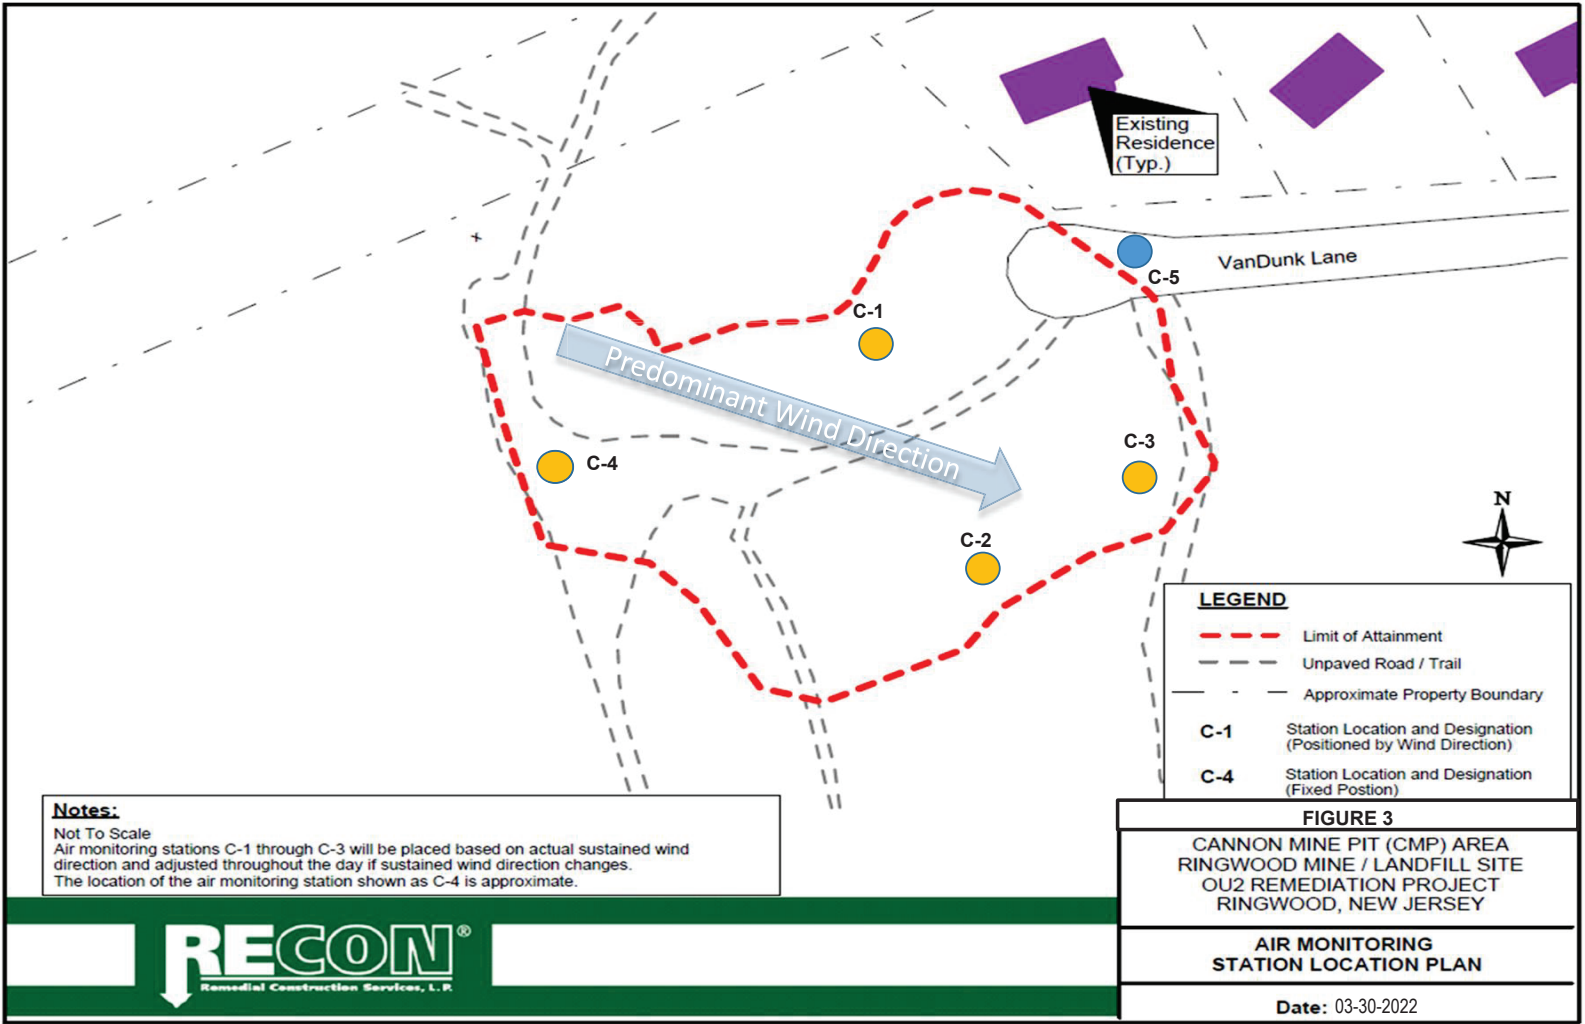 Existing
Residence
(Typ.)
VanDunk Lane
C-5
C-1
Predominant Wind Direction
C-3
C-4
C-2
N
LEGEND
Limit of Attainment
Unpaved Road / Trail
Approximate Property Boundary
C-1 Station Location and Designation
(Positioned by Wind Direction)
C-4 Station Location and Designation
(Fixed Postion)
Notes:
Not To Scale
Air monitoring stations C-1 through C-3 will be placed based on actual sustained wind
direction and adjusted throughout the day if sustained wind direction changes.
The location of the air monitoring station shown as C-4 is approximate.
FIGURE 3
CANNON MINE PIT (CMP) AREA
RINGWOOD MINE / LANDFILL SITE
OU2 REMEDIATION PROJECT
RINGWOOD, NEW JERSEY
AIR MONITORING
STATION LOCATION PLAN
Date: 03-30-2022
RECON®
Remedial Construction Services, L.P.